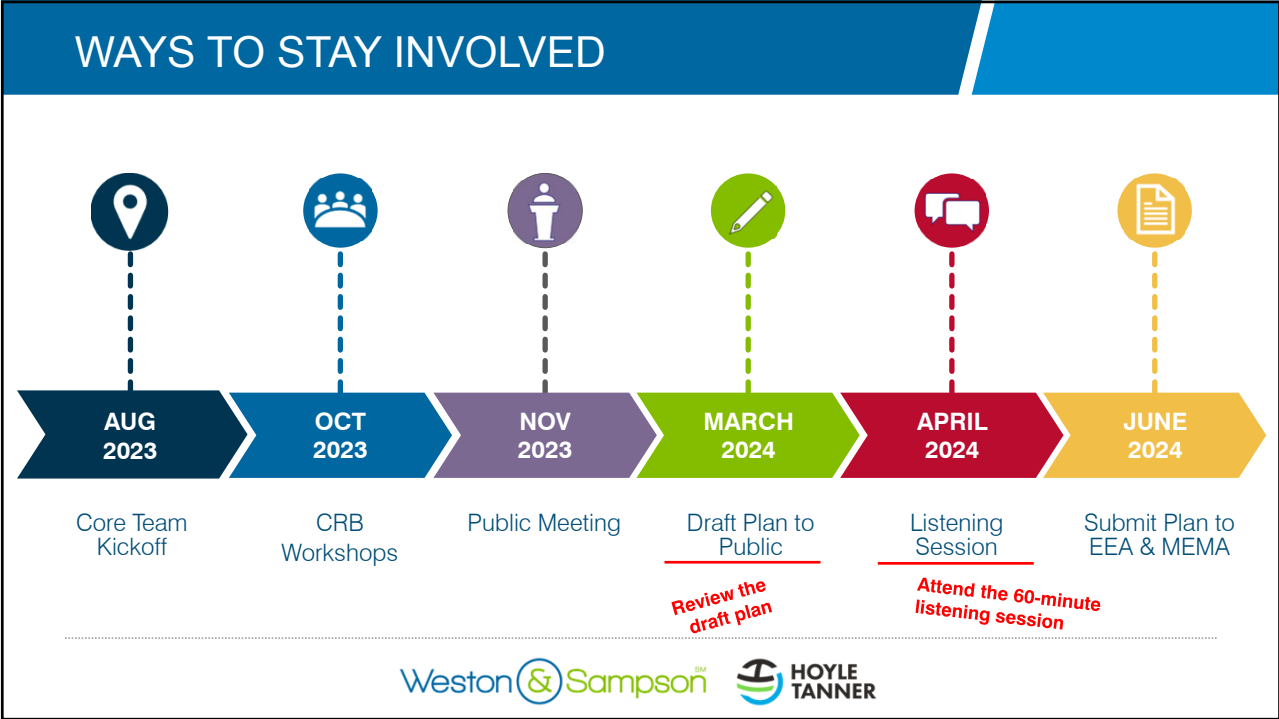 WAYS TO STAY INVOLVED
AUG
2023
OCT
2023
NOV
2023
MARCH
2024
APRIL
2024
JUNE
2024
Core Team
Kickoff
CRB
Workshops
Public Meeting
Draft Plan to
Public
Listening
Session
Submit Plan to
EEA & MEMA
Review the
draft plan
Attend the 60-minute
listening session
Weston & Sampson℠
HOYLE
TANNER